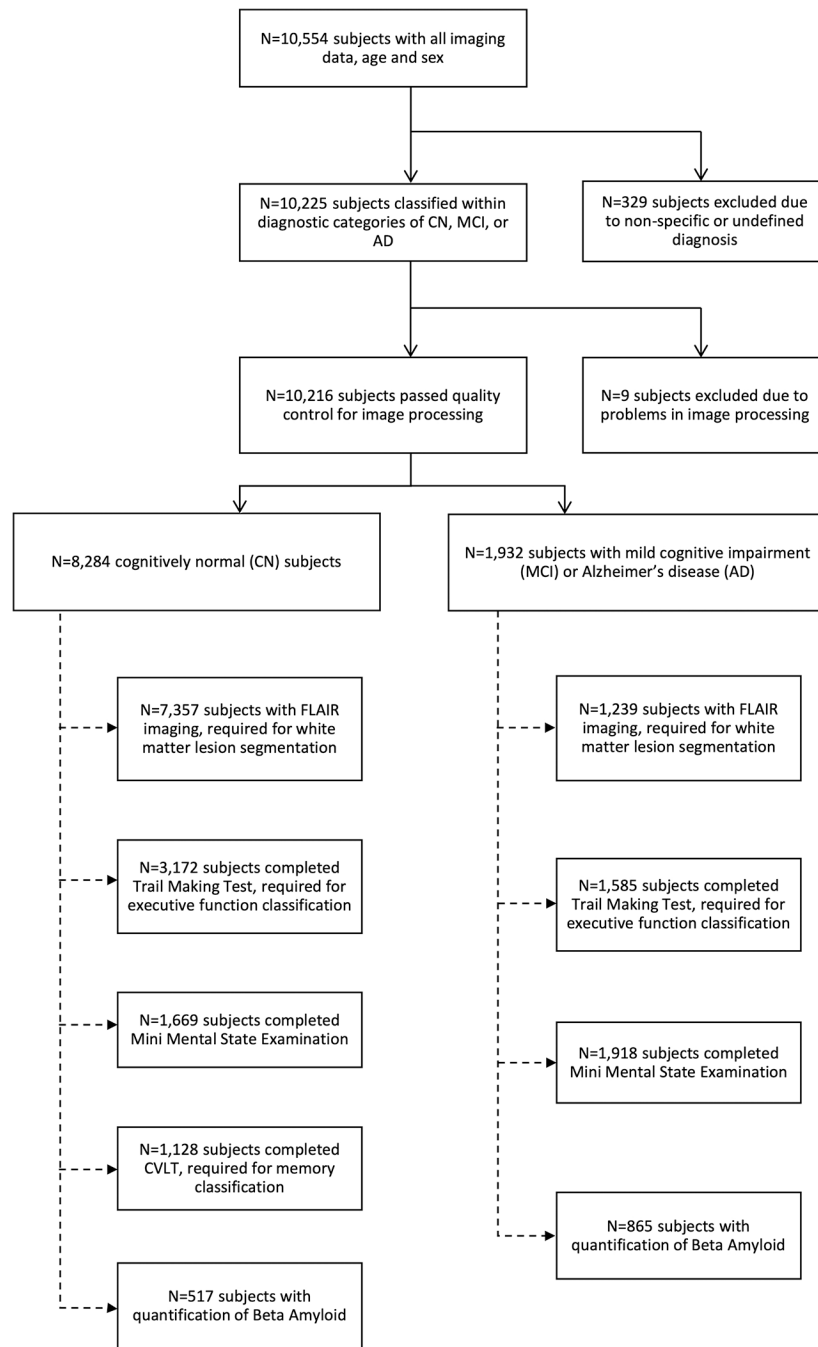 N=10,554 subjects with all imaging
data, age and sex
N=10,225 subjects classified within
diagnostic categories of CN, MCI, or
AD
N=329 subjects excluded due
to non-specific or undefined
diagnosis
N=10,216 subjects passed quality
control for image processing
N=9 subjects excluded due to
problems in image processing
N=8,284 cognitively normal (CN) subjects
N=1,932 subjects with mild cognitive impairment
(MCI) or Alzheimer’s disease (AD)
N=7,357 subjects with FLAIR
imaging, required for white
matter lesion segmentation
N=1,239 subjects with FLAIR
imaging, required for white
matter lesion segmentation
N=3,172 subjects completed
Trail Making Test, required for
executive function classification
N=1,585 subjects completed
Trail Making Test, required for
executive function classification
N=1,669 subjects completed
Mini Mental State Examination
N=1,918 subjects completed
Mini Mental State Examination
N=1,128 subjects completed
CVLT, required for memory
classification
N=865 subjects with
quantification of Beta Amyloid
N=517 subjects with
quantification of Beta Amyloid